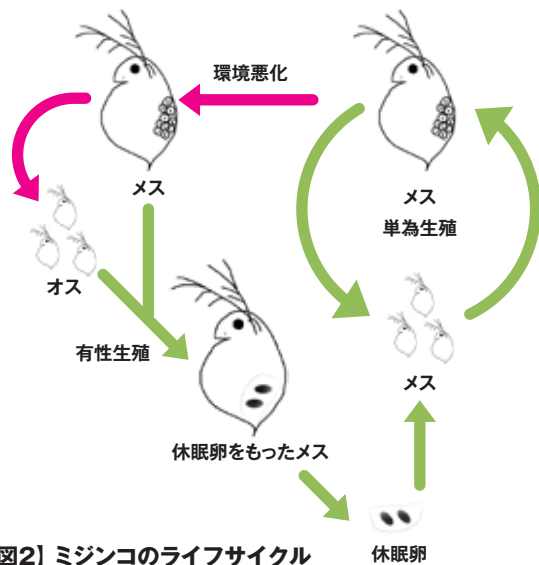 環境悪化
メス
メス
単為生殖
オス
メス
有性生殖
休眠卵をもったメス
図2】ミジンコのライフサイクル
休眠卵